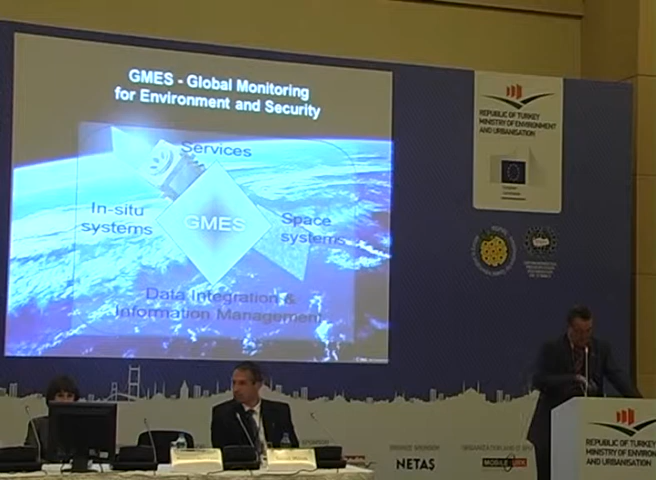 GMES - Global Monitoring
for Environment and Security
Services
In-situ
systems
GMES
Space
systems
Data Integration &
Information Management
REPUBLIC OF TURKEY
MINISTRY OF ENVIRONMENT
AND URBANISATION
NETAŞ
REPUBLIC OF TURKEY
MINISTRY OF ENVIRON
AND URBANISATION